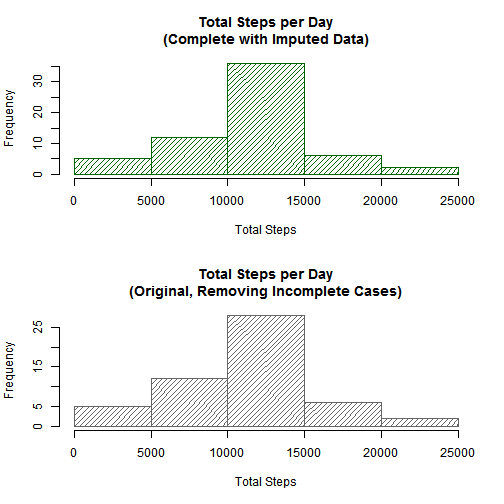 Total Steps per Day
(Complete with Imputed Data)
Frequency
30
20
10
0
0 5000 10000 15000 20000 25000
Total Steps
Total Steps per Day
(Original, Removing Incomplete Cases)
Frequency
25
15
5
0
0 5000 10000 15000 20000 25000
Total Steps